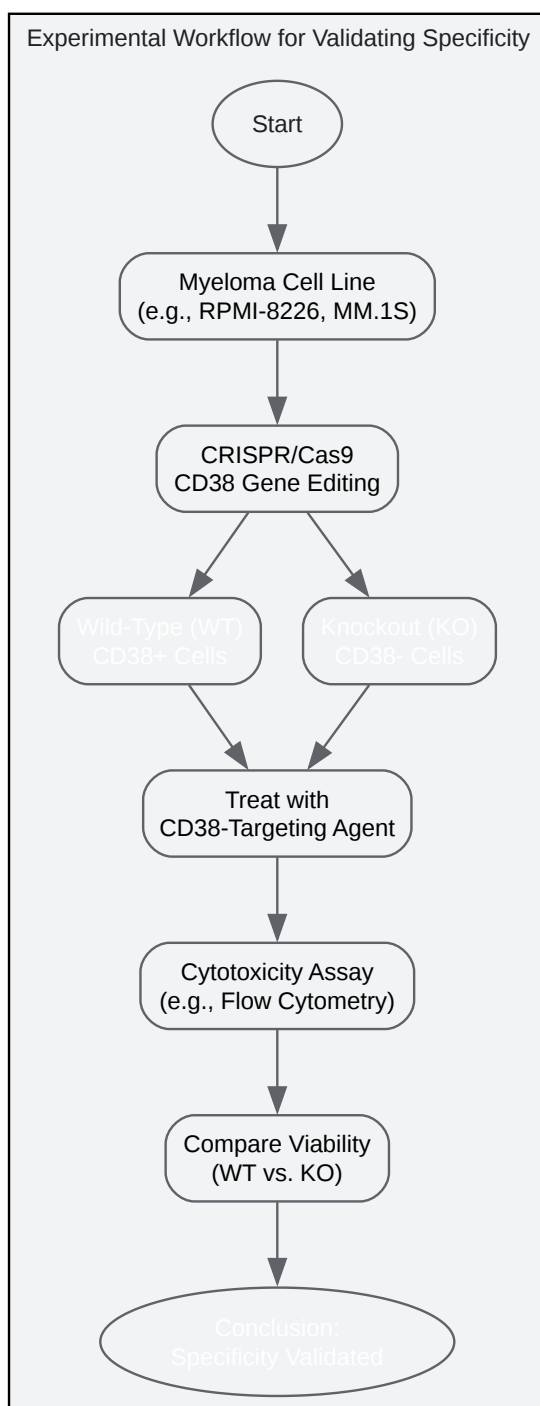 Experimental Workflow for Validating Specificity
Start
Myeloma Cell Line
(e.g., RPMI-8226, MM.1S)
CRISPR/Cas9
CD38 Gene Editing
Wild-Type (WT)
CD38+ Cells
Knockout (KO)
CD38- Cells
Treat with
CD38-Targeting Agent
Cytotoxicity Assay
(e.g., Flow Cytometry)
Compare Viability
(WT vs. KO)
Conclusion:
Specificity Validated